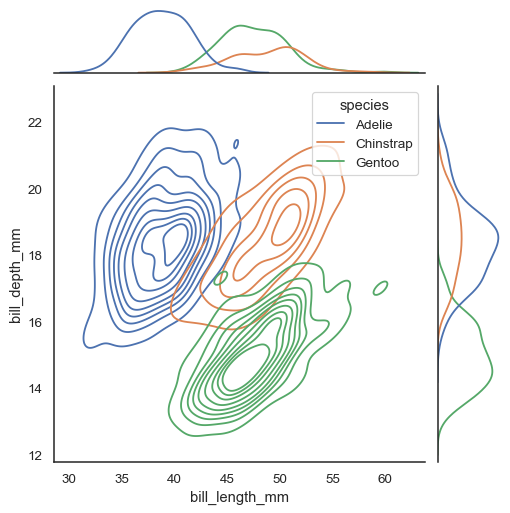 species
Adelie
Chinstrap
Gentoo
22
20
18
16
14
12
bill_depth_mm
30 35 40 45 50 55 60
bill_length_mm